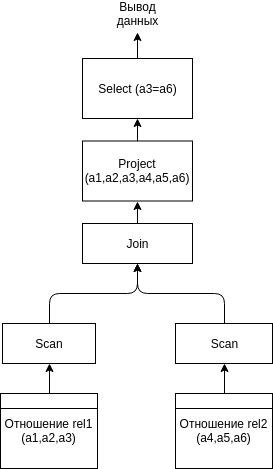 Вывод
данных
Select (a3=a6)
Project
(a1,a2,a3,a4,a5,a6)
Join
Scan
Scan
Отношение rel1
(a1,a2,a3)
Отношение rel2
(a4,a5,a6)